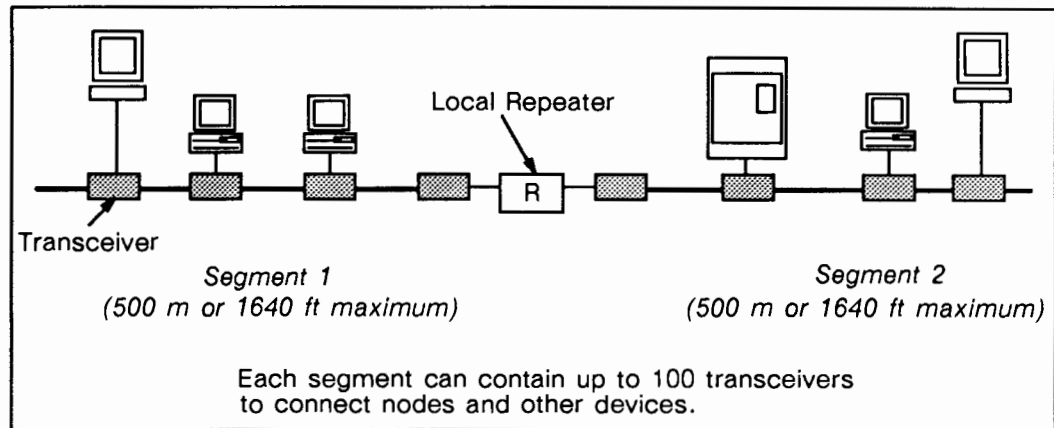 Local Repeater
R
Transceiver
Segment 1
(500 m or 1640 ft maximum)
Segment 2
(500 m or 1640 ft maximum)
Each segment can contain up to 100 transceivers
to connect nodes and other devices.